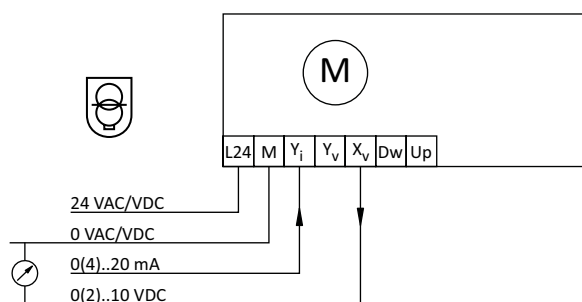 M
L24 M Yi Yv Xv Dw Up
24 VAC/VDC
0 VAC/VDC
0(4)..20 mA
0(2)..10 VDC